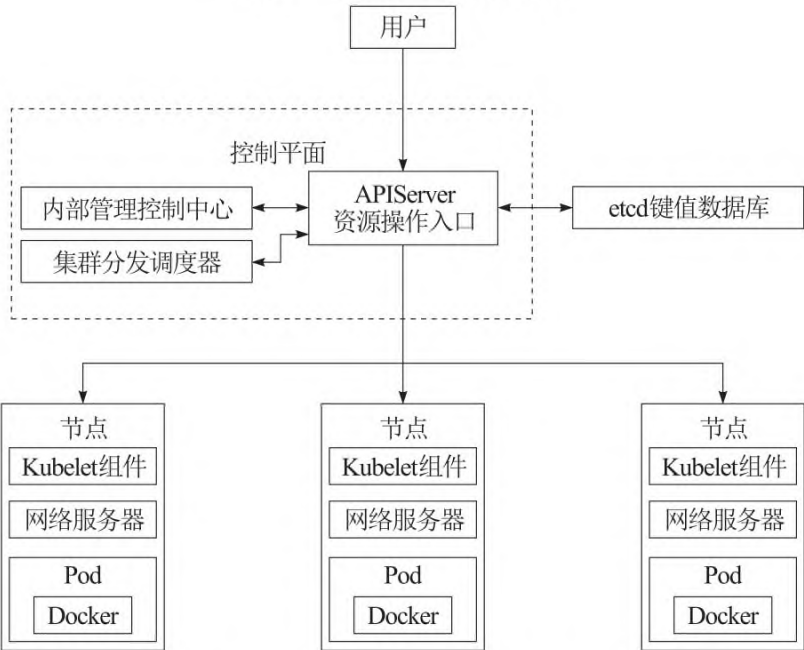 用户
控制平面
APIServer
资源操作入口
内部管理控制中心
集群分发调度器
etcd键值数据库
节点
Kubelet组件
网络服务器
Pod
Docker
节点
Kubelet组件
网络服务器
Pod
Docker
节点
Kubelet组件
网络服务器
Pod
Docker